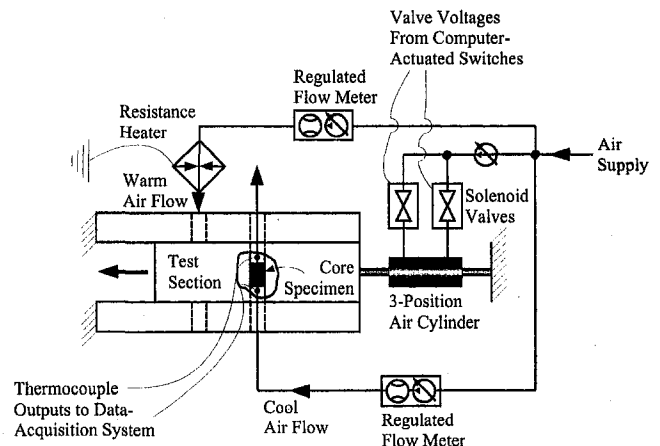 Valve Voltages
From Computer-
Actuated Switches
Regulated
Flow Meter
Resistance
Heater
Air
Supply
Warm
Air Flow
Solenoid
Valves
Test
Section
Core
Specimen
3-Position
Air Cylinder
Thermocouple
Outputs to Data-
Acquisition System
Cool
Air Flow
Regulated
Flow Meter